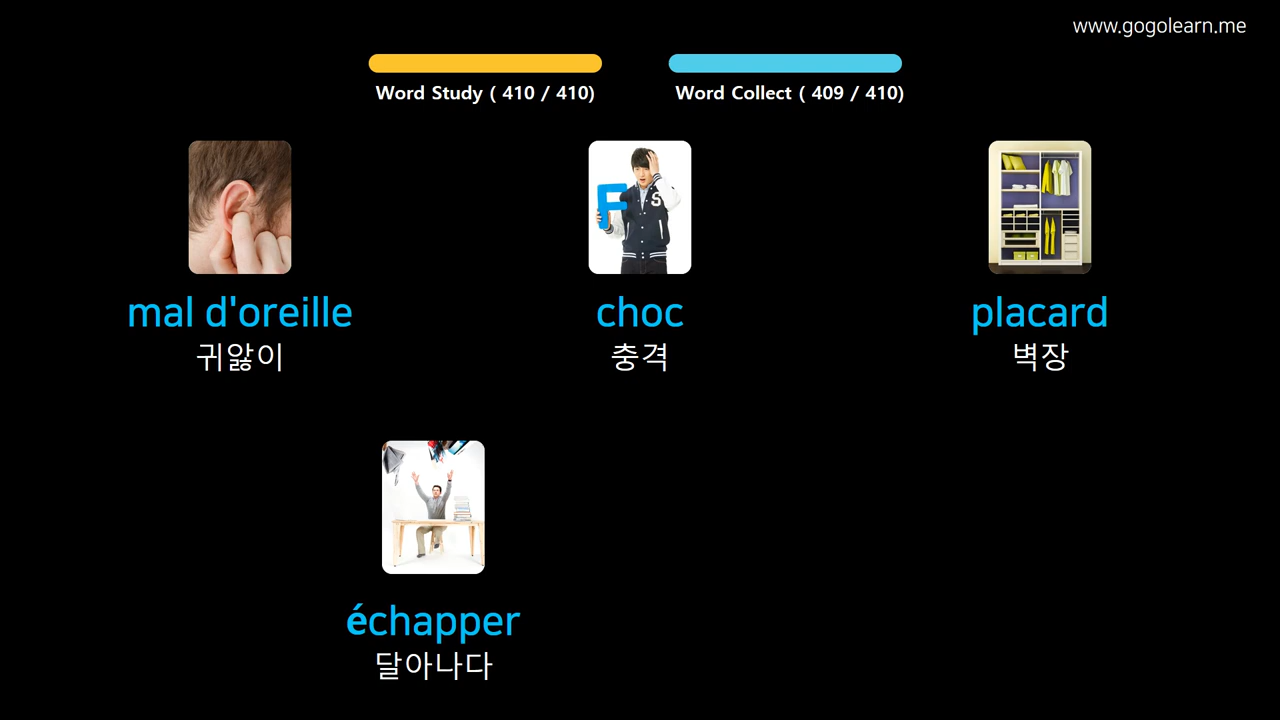 www.gogolearn.me
Word Study ( 410 / 410)
Word Collect ( 409 / 410)
F
S
mal d'oreille
choc
placard
귀앓이
충격
벽장
échapper
달아나다